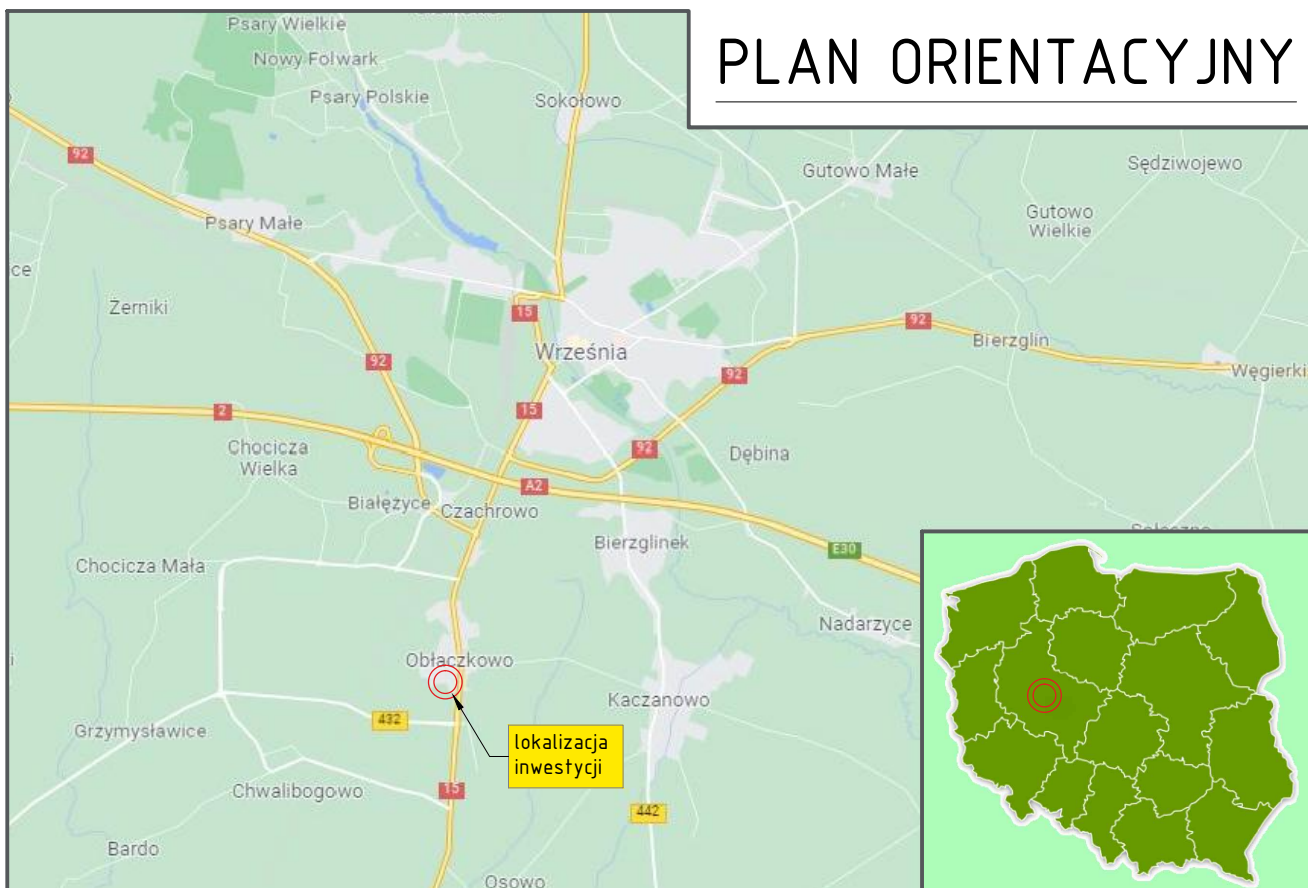 PLAN ORIENTACYJNY
Psary Wielkie
Nowy Folwark
Psary Polskie
Sokołowo
92
Gutowo Małe
Sędziwojewo
Psary Małe
Gutowo
Wielkie
Żerniki
15
92
Września
92
Bierzglin
92
Węgierki
2
15
Chocicza
Wielka
92
Dębina
A2
Białężyce
Czachrowo
Bierzglinek
E30
Chocicza Mała
Nadarzyce
Obłaczkowo
Kaczanowo
432
Grzymysławice
lokalizacja
inwestycji
Chwalibogowo
15
442
Bardo
Osowo